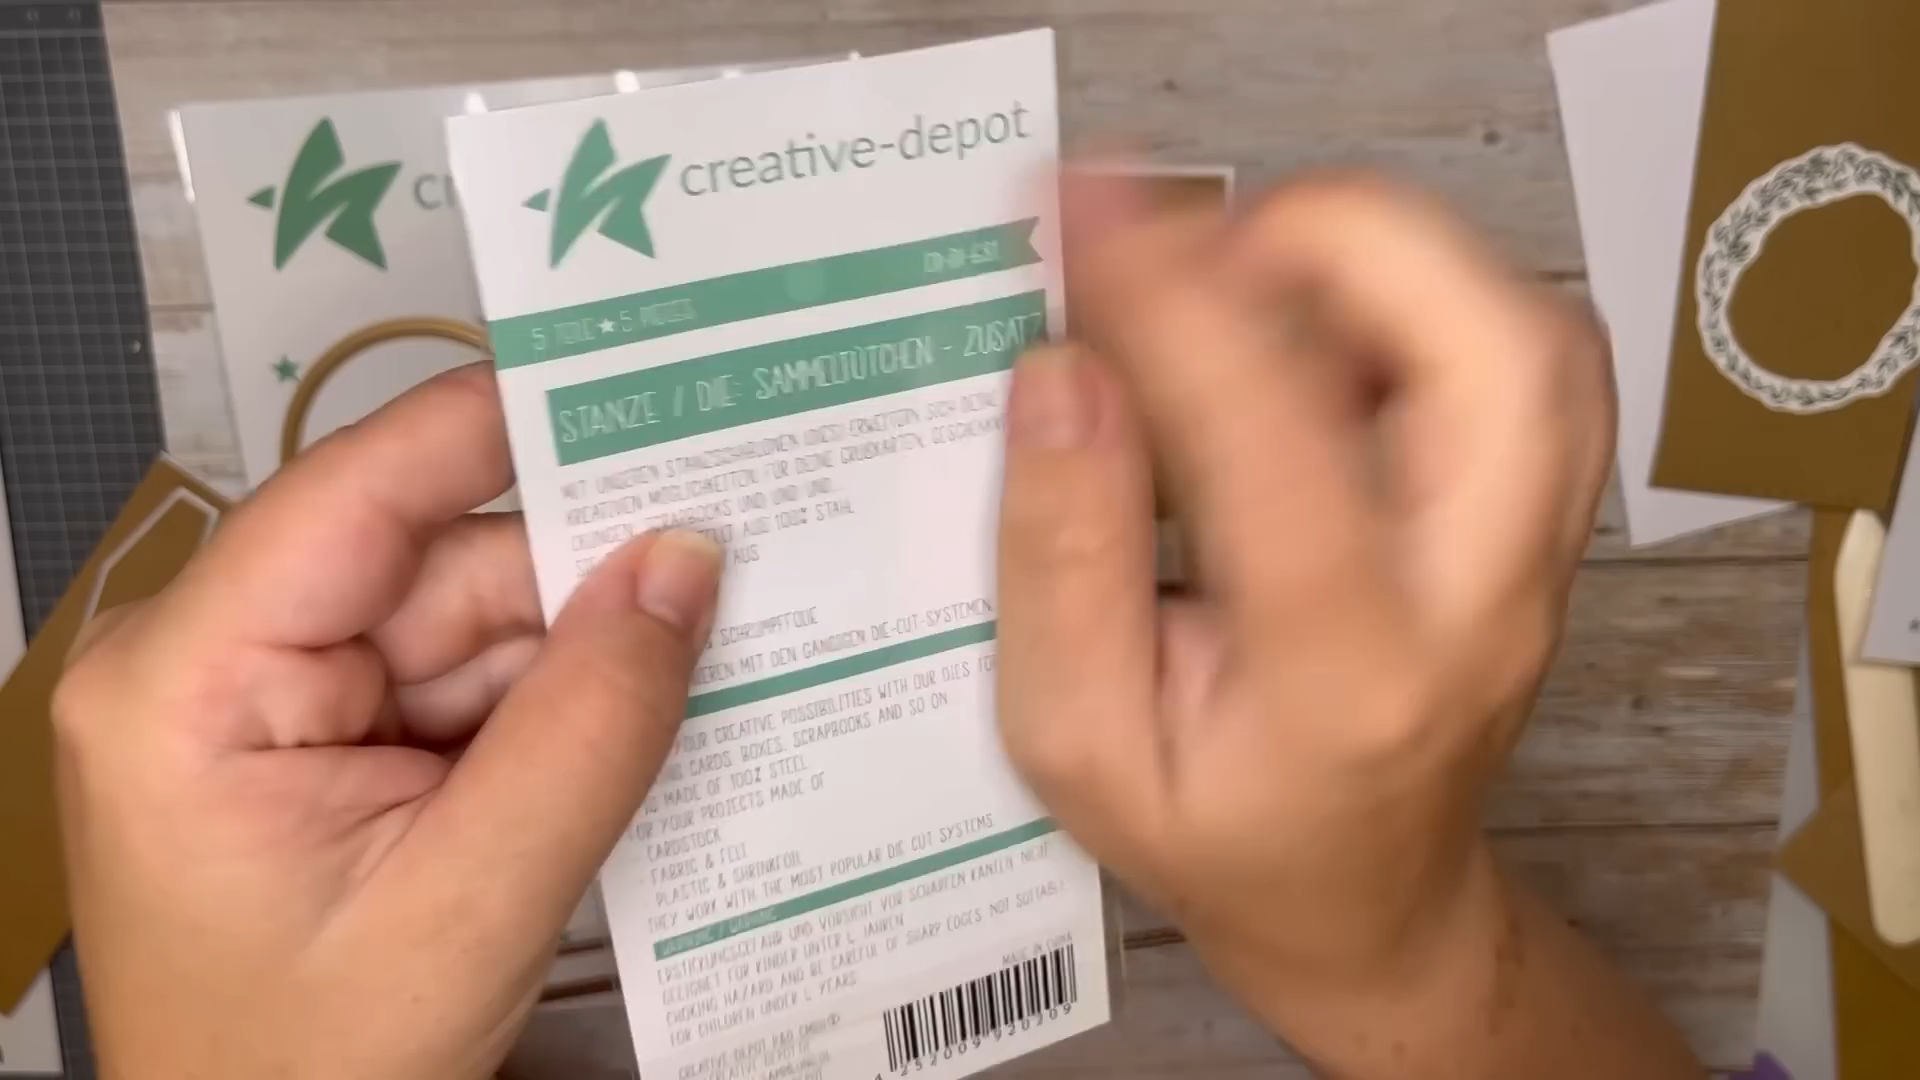 creative-depot
5 TEILE ★ 5 PIECES
STANZE / DIE: SAMMELTÜTCHEN - ZUSATZ
MIT UNSEREN STANZSCHABLONEN (DIES) ERWEITERN SICH DEINE
KREATIVEN MÖGLICHKEITEN FÜR DEINE GRUßKARTEN, GESCHENKV
SCRAPBOOKS UND UND UND.
AUS 100% STAHL
AUS
SCHRUMPFFOLIE
MIT DEN GÄNGIGEN DIE-CUT-SYSTEMEN
YOUR CREATIVE POSSIBILITIES WITH OUR DIES FOR
CARDS, BOXES, SCRAPBOOKS AND SO ON
MADE OF 100% STEEL
FOR YOUR PROJECTS MADE OF
- CARDSTOCK
- FABRIC & FELT
- PLASTIC & SHRINKFOIL
THEY WORK WITH THE MOST POPULAR DIE CUT SYSTEMS
WARNUNG / WARNING
ERSTICKUNGSGEFAHR UND VORSICHT VOR SCHARFEN KANTEN. NICHT
GEEIGNET FÜR KINDER UNTER JAHREN
CHOKING HAZARD AND BE CAREFUL OF SHARP EDGES. NOT SUITABLE
FOR CHILDREN UNDER YEARS
MADE IN CHINA
CREATIVE DEPOT